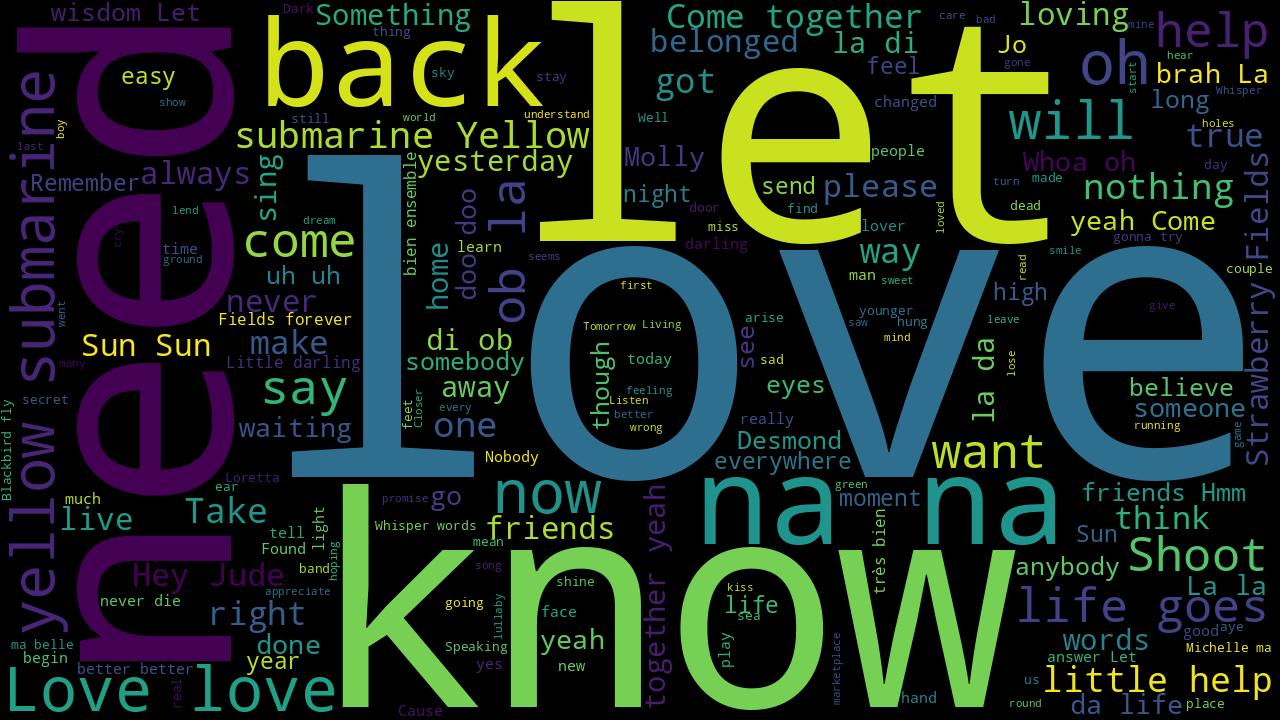 wisdom Let
Dark
Something
thing
back
let
Come together
care
bad
loving
mine
help
belonged
la di
Jo
oh
hear
need
easy
sky
stay
got
feel
gone
start
brah La
Whisper
show
changed
long
yellow submarine
boy
last
still
world
understand
Well
will
holes
true
submarine Yellow
yesterday
Molly
people
Whoa oh
day
Remember
always
sing
bien ensemble
doo doo
ob la
night
send
please
turn
made
nothing
door
find
loved
dead
lend
dream
miss
lover
yeah Come
cry
time
ground
come
home
learn
seems
darling
way
gonna try
Strawberry Fields
uh uh
love
man
sweet
read
smile
couple
never
first
high
went
Fields forever
younger
give
Sun Sun
make
di ob
Tomorrow
Living
see
arise
saw
hung
leave
mind
many
Little darling
somebody
though
today
sad
la da
lose
secret
say
away
feeling
eyes
believe
Blackbird fly
feet
Closer
every
Listen
better
someone
waiting
one
wrong
really
running
game
Desmond
want
Nobody
everywhere
Loretta
ear
much
promise
go
now
na na
green
moment
friends Hmm
live
Take
light
Whisper words
friends
together yeah
think
tell
mean
très bien
Sun
Found
know
Shoot
hoping
band
song
anybody
Hey Jude
appreciate
shine
kiss
La la
never die
going
life
life goes
right
lullaby
face
sea
good
aye
ma belle
done
Speaking
yeah
play
marketplace
words
Michelle ma
begin
year
yes
new
answer Let
better better
real
us
little help
Love love
Cause
hand
round
da life
place